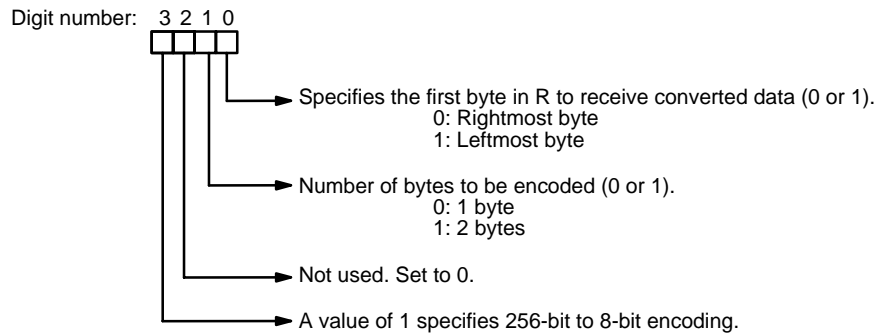 Digit number: 3 2 1 0
Specifies the first byte in R to receive converted data (0 or 1).
0: Rightmost byte
1: Leftmost byte
Number of bytes to be encoded (0 or 1).
0: 1 byte
1: 2 bytes
Not used. Set to 0.
A value of 1 specifies 256-bit to 8-bit encoding.